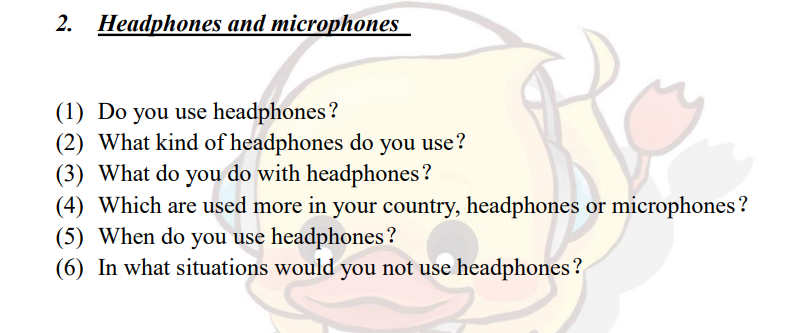 2. Headphones and microphones
(1) Do you use headphones?
(2) What kind of headphones do you use?
(3) What do you do with headphones?
(4) Which are used more in your country, headphones or microphones?
(5) When do you use headphones?
(6) In what situations would you not use headphones?